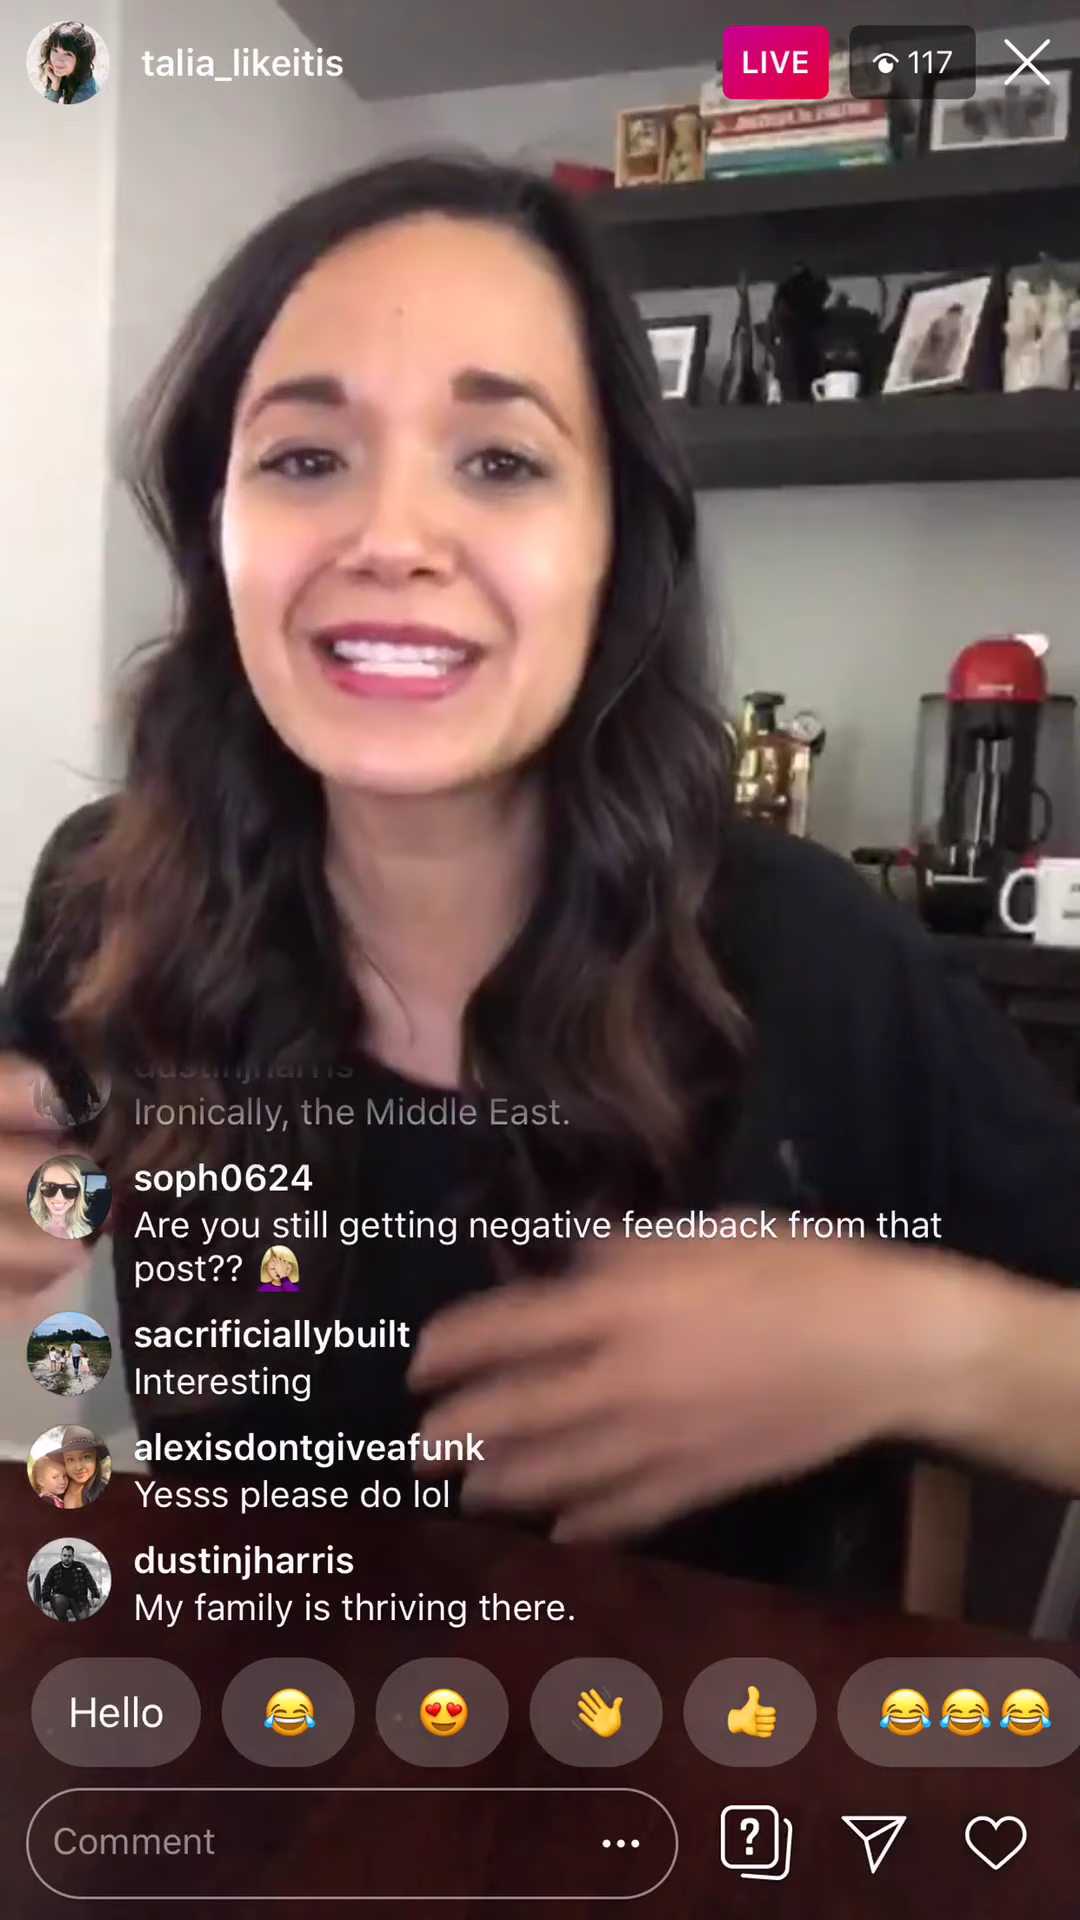 talia_likeitis
LIVE
117
dustinjharris
Ironically, the Middle East.
soph0624
Are you still getting negative feedback from that
post??
sacrificiallybuilt
Interesting
alexisdontgiveafunk
Yesss please do lol
dustinjharris
My family is thriving there.
Hello
Comment